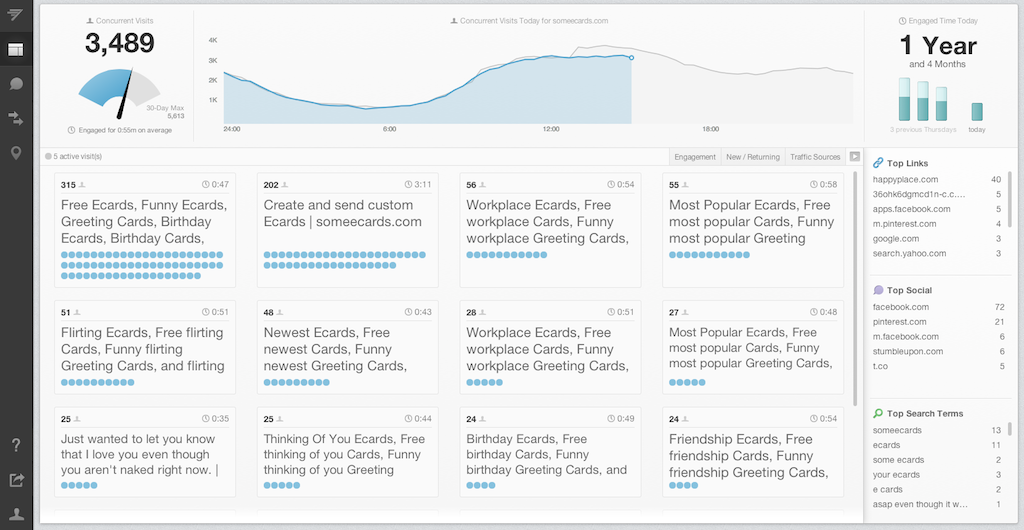 Concurrent Visits
3,489
30-Day Max
5,613
Engaged for 0:55m on average
Concurrent Visits Today for someecards.com
4K
3K
2K
1K
24:00 6:00 12:00 18:00
Engaged Time Today
1 Year
and 4 Months
3 previous Thursdays today
5 active visit(s)
Engagement New / Returning Traffic Sources
315 0:47
Free Ecards, Funny Ecards,
Greeting Cards, Birthday
Ecards, Birthday Cards,
202 3:11
Create and send custom
Ecards | someecards.com
56 0:54
Workplace Ecards, Free
workplace Cards, Funny
workplace Greeting Cards,
55 0:58
Most Popular Ecards, Free
most popular Cards, Funny
most popular Greeting
51 0:51
Flirting Ecards, Free flirting
Cards, Funny flirting
Greeting Cards, and flirting
48 0:43
Newest Ecards, Free
newest Cards, Funny
newest Greeting Cards,
28 0:51
Workplace Ecards, Free
workplace Cards, Funny
workplace Greeting Cards,
27 0:48
Most Popular Ecards, Free
most popular Cards, Funny
most popular Greeting Cards,
25 0:35
Just wanted to let you know
that I love you even though
you aren't naked right now. |
25 0:44
Thinking Of You Ecards, Free
thinking of you Cards, Funny
thinking of you Greeting
24 0:49
Birthday Ecards, Free
birthday Cards, Funny
birthday Greeting Cards, and
24 0:54
Friendship Ecards, Free
friendship Cards, Funny
friendship Greeting Cards,
Top Links
happyplace.com 40
36ohk6dgmcd1n-c.c.... 5
apps.facebook.com 5
m.pinterest.com 4
google.com 3
search.yahoo.com 3
Top Social
facebook.com 72
pinterest.com 21
m.facebook.com 6
stumbleupon.com 6
t.co 5
Top Search Terms
someecards 13
ecards 11
some ecards 2
your ecards 3
e cards 2
asap even though it w... 1
?